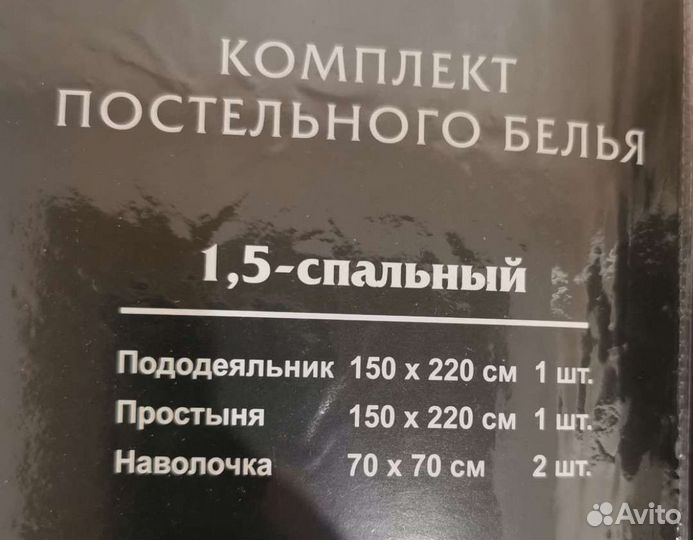 КОМПЛЕКТ
ПОСТЕЛЬНОГО БЕЛЬЯ
1,5-спальный
Пододеяльник 150 x 220 см 1 шт.
Простыня 150 x 220 см 1 шт.
Наволочка 70 x 70 см 2 шт.
Avito